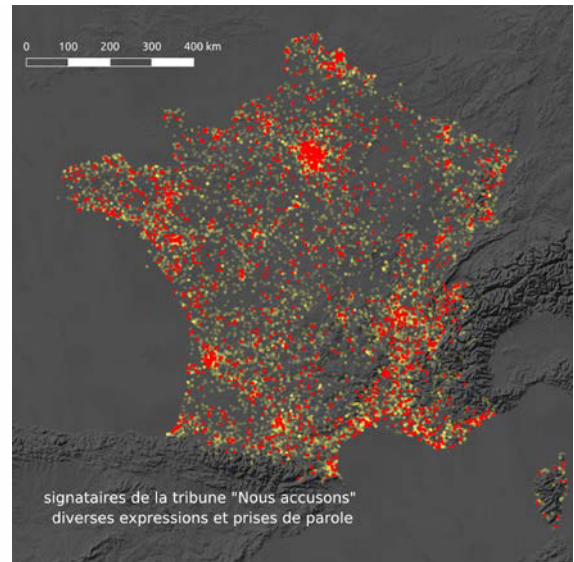 0 100 200 300 400 km
signataires de la tribune "Nous accusons"
diverses expressions et prises de parole